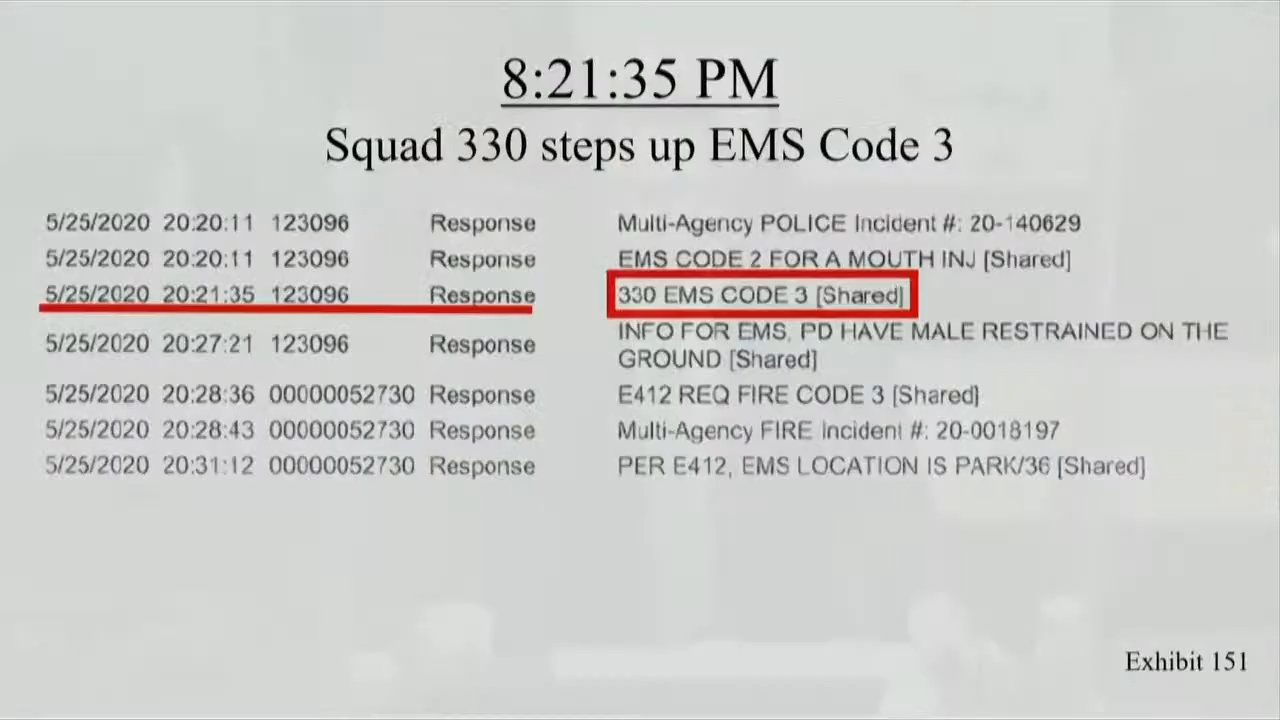 8:21:35 PM
Squad 330 steps up EMS Code 3
5/25/2020 20:20:11 123096 Response Multi-Agency POLICE Incident #: 20-140629
5/25/2020 20:20:11 123096 Response EMS CODE 2 FOR A MOUTH INJ [Shared]
5/25/2020 20:21:35 123096 Response 330 EMS CODE 3 [Shared]
5/25/2020 20:27:21 123096 Response INFO FOR EMS, PD HAVE MALE RESTRAINED ON THE
GROUND [Shared]
5/25/2020 20:28:36 00000052730 Response E412 REQ FIRE CODE 3 [Shared]
5/25/2020 20:28:43 00000052730 Response Multi-Agency FIRE Incident #: 20-0018197
5/25/2020 20:31:12 00000052730 Response PER E412, EMS LOCATION IS PARK/36 [Shared]
Exhibit 151